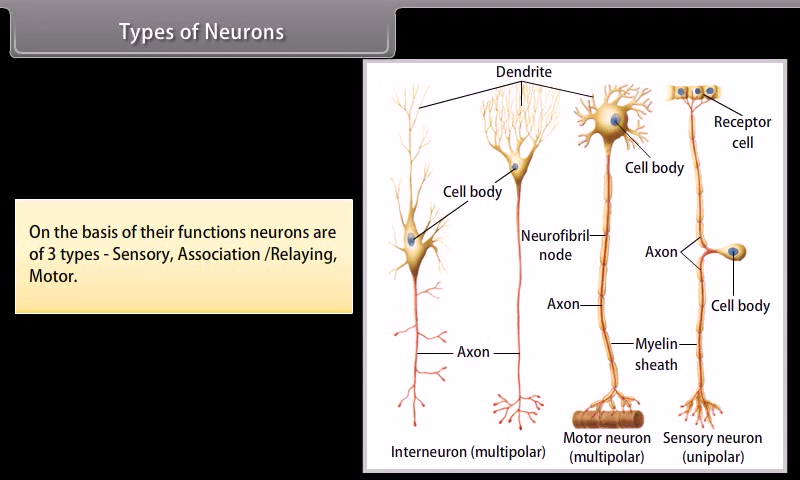 Types of Neurons
On the basis of their functions neurons are
of 3 types - Sensory, Association /Relaying,
Motor.
Dendrite
Receptor
cell
Cell body
Cell body
Neurofibril
node
Axon
Cell body
Axon
Myelin
sheath
Axon
Interneuron (multipolar)
Motor neuron
(multipolar)
Sensory neuron
(unipolar)